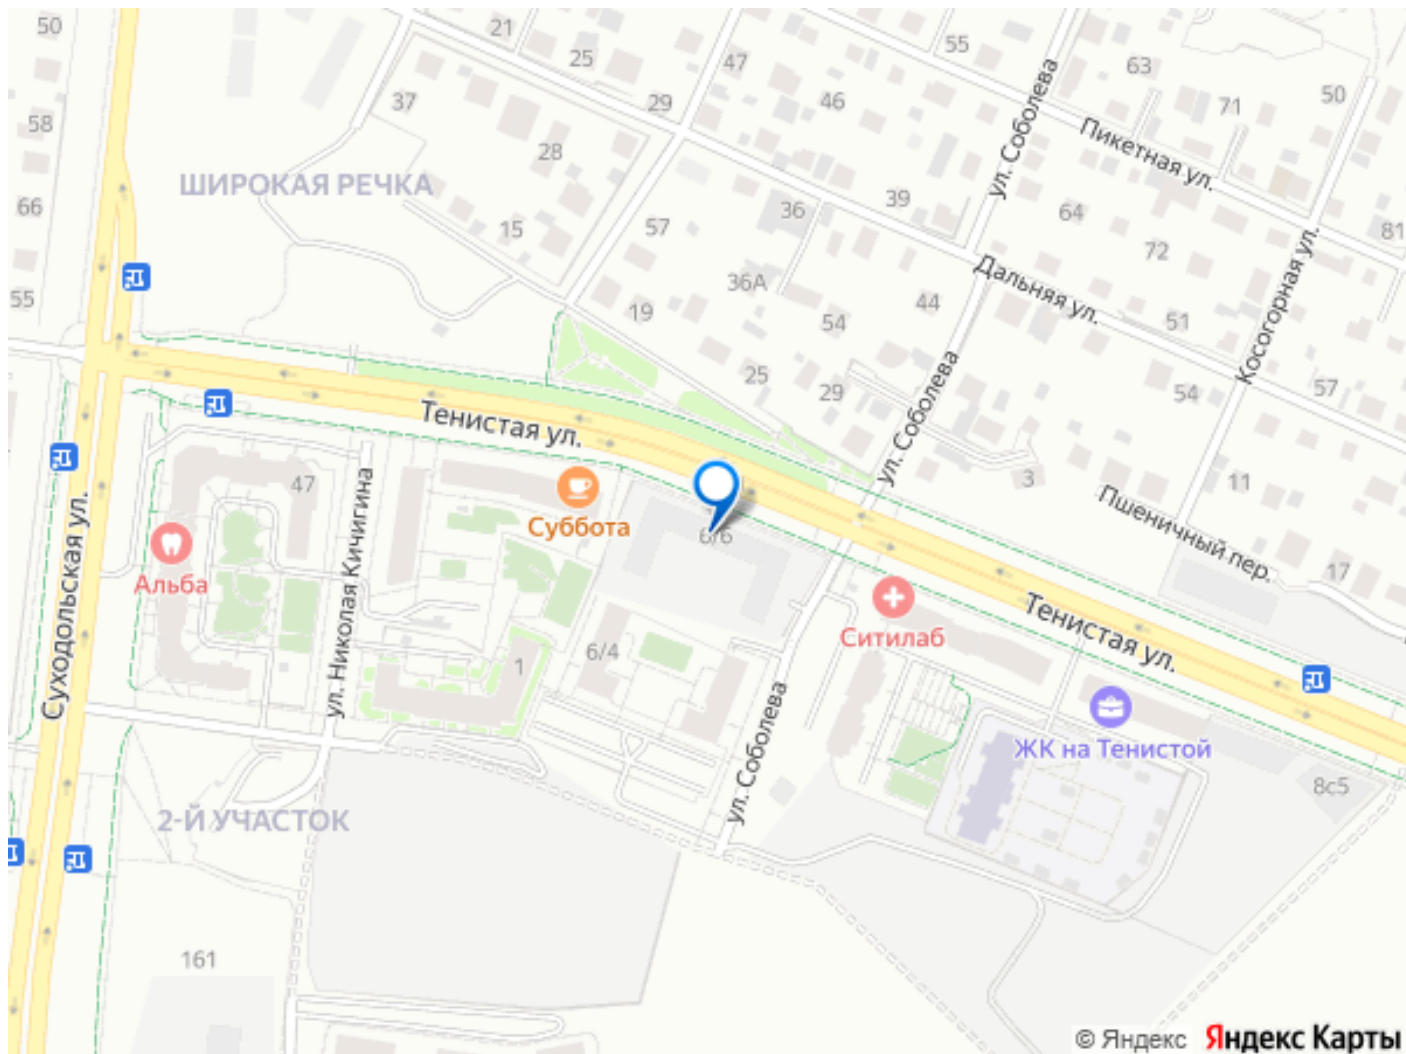 50
21
25
55
47
63
50
58
37
29
46
71
ул. Соболева
Пикетная ул.
28
ШИРОКАЯ РЕЧКА
66
15
57
36
39
64
72
81
55
36А
Дальняя ул.
Косогорная ул.
19
54
44
51
25
29
54
57
Тенистая ул.
ул. Соболева
47
3
11
Суббота
6/6
Пшеничный пер.
17
Альба
ул. Николая Кичигина
Суходольская ул.
Ситилаб
Тенистая ул.
1
6/4
ул. Соболева
ЖК на Тенистой
8с5
2-Й УЧАСТОК
161
© Яндекс Яндекс Карты